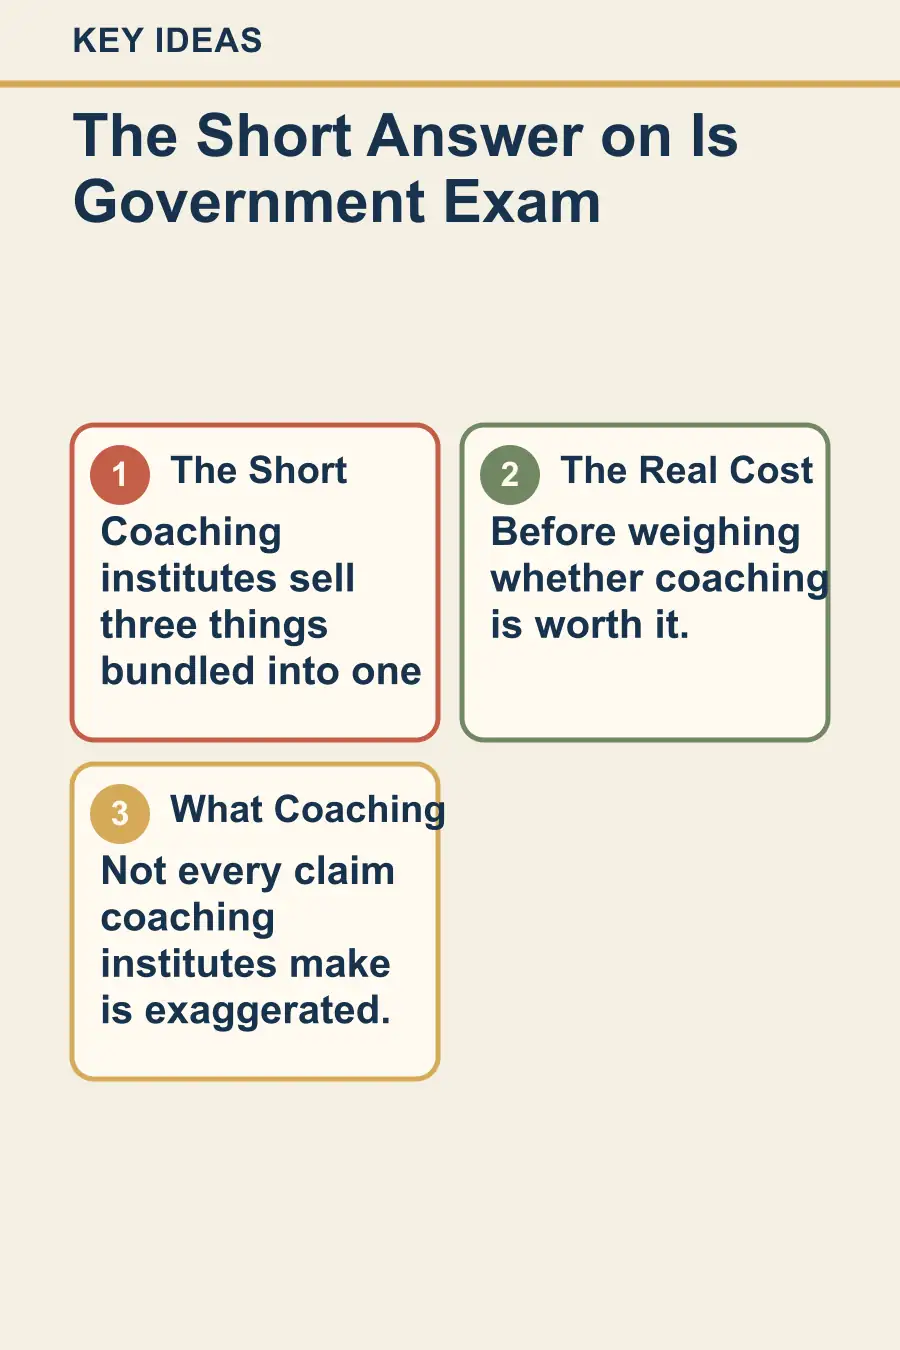 KEY IDEAS
The Short Answer on Is
Government Exam
1
The Short
Coaching
institutes sell
three things
bundled into one
2
The Real Cost
Before weighing
whether coaching
is worth it.
3
What Coaching
Not every claim
coaching
institutes make
is exaggerated.